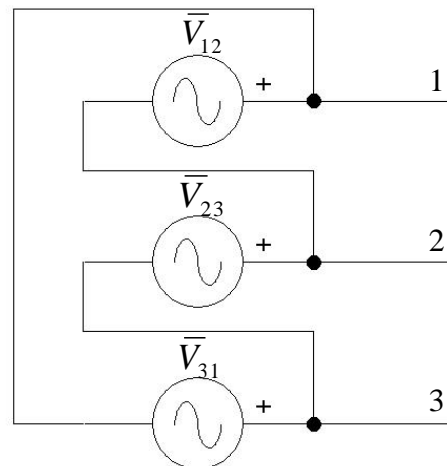 V̅₁₂
+
1
V̅₂₃
+
2
V̅₃₁
+
3